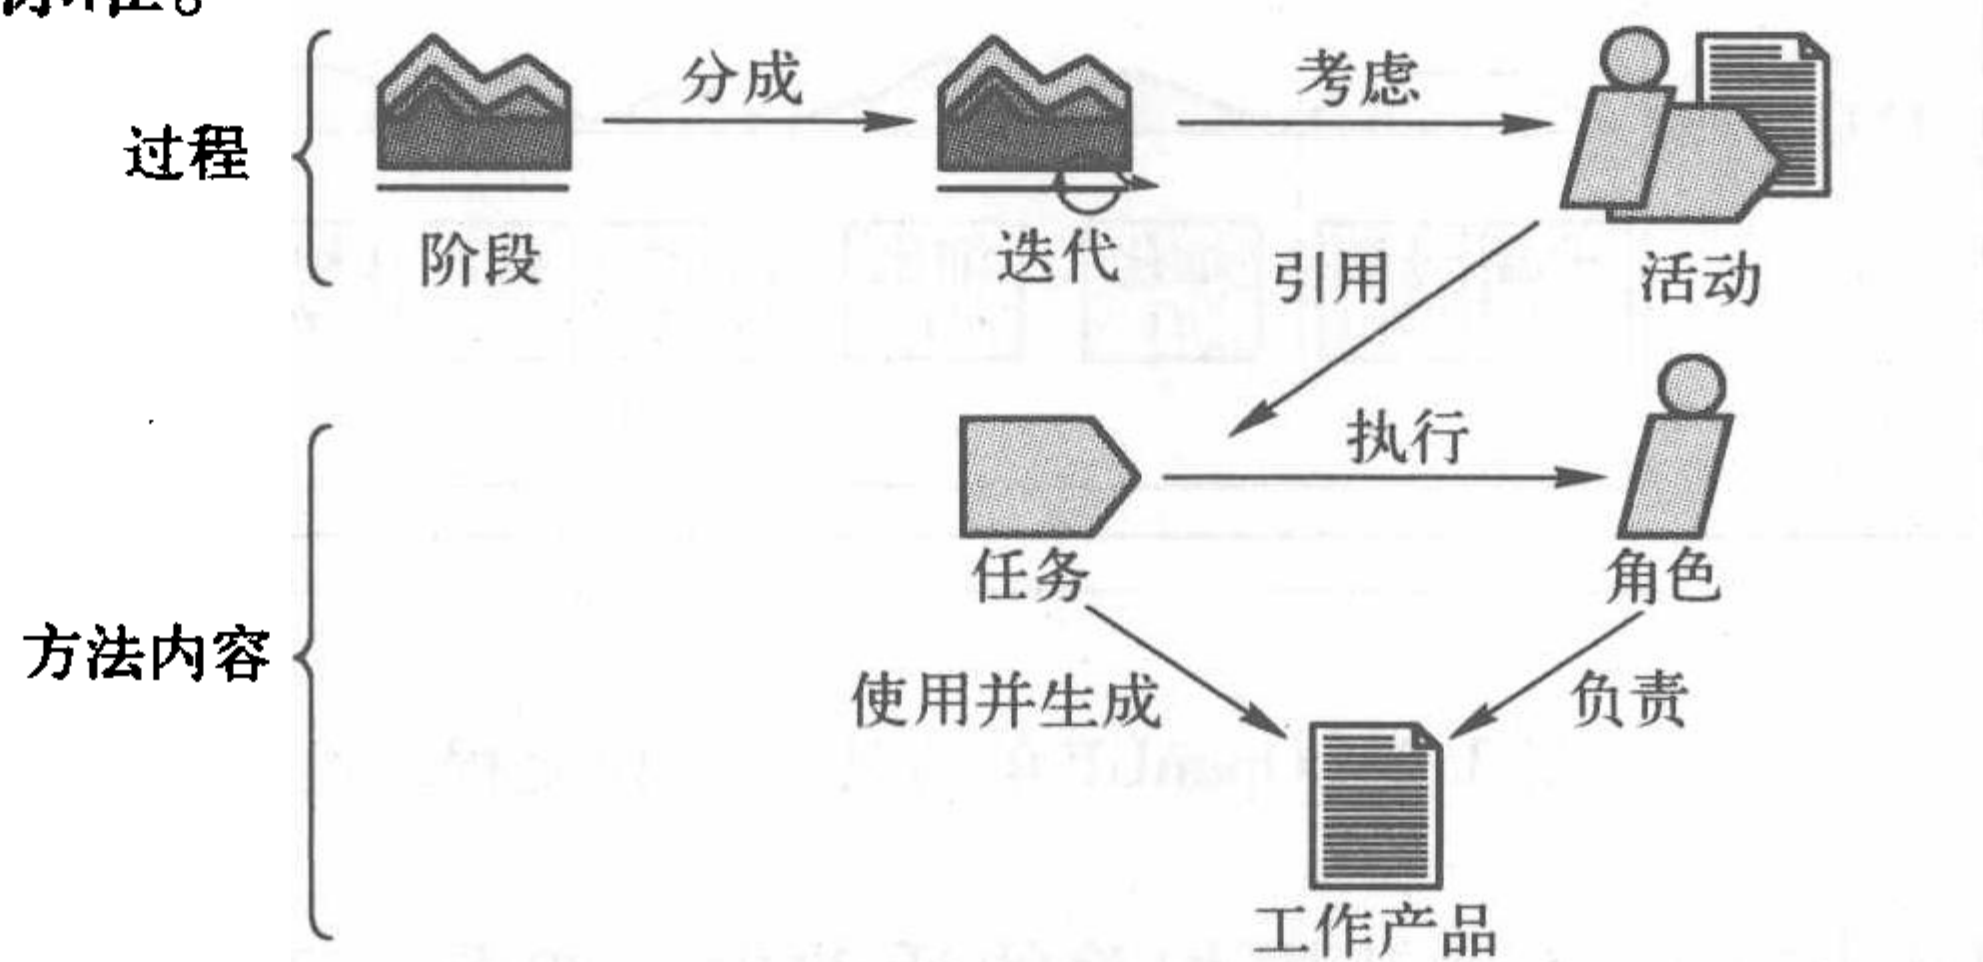 分成
考虑
过程
阶段
迭代
引用
活动
执行
任务
角色
方法内容
使用并生成
负责
工作产品